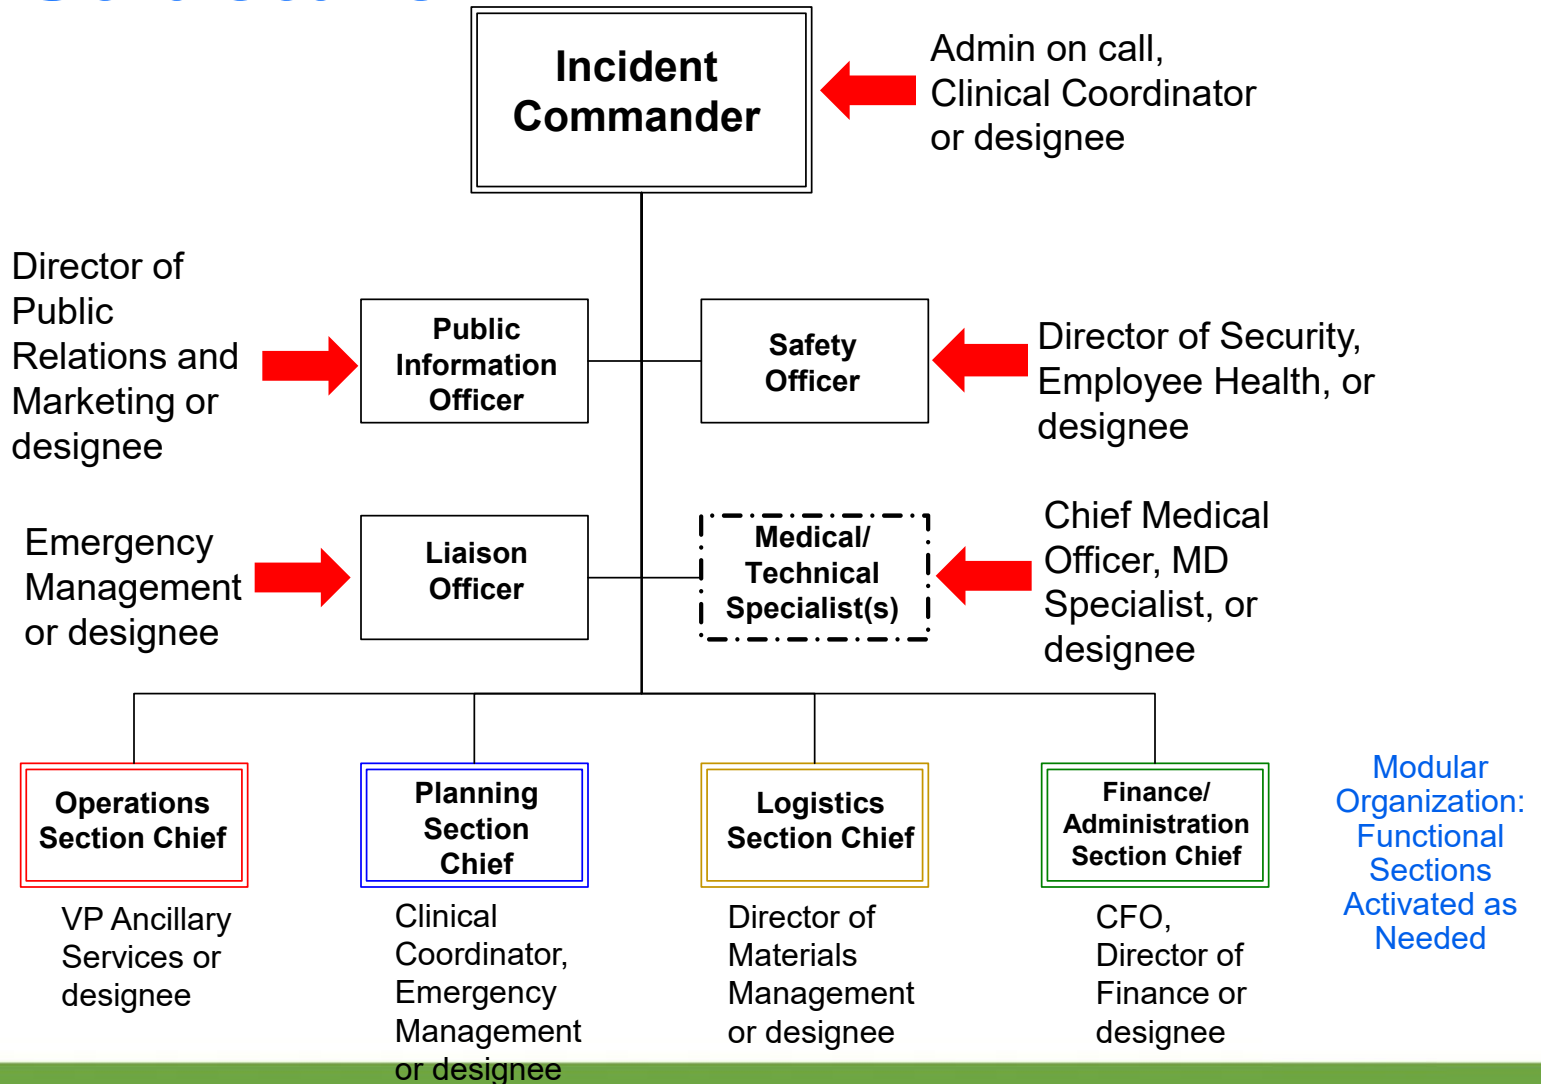 Incident
Commander
Admin on call,
Clinical Coordinator
or designee
Director of
Public
Relations and
Marketing or
designee
Public
Information
Officer
Safety
Officer
Director of Security,
Employee Health, or
designee
Emergency
Management
or designee
Liaison
Officer
Medical/
Technical
Specialist(s)
Chief Medical
Officer, MD
Specialist, or
designee
Operations
Section Chief
Planning
Section
Chief
Logistics
Section Chief
Finance/
Administration
Section Chief
Modular
Organization:
Functional
Sections
Activated as
Needed
VP Ancillary
Services or
designee
Clinical
Coordinator,
Emergency
Management
or designee
Director of
Materials
Management
or designee
CFO,
Director of
Finance or
designee